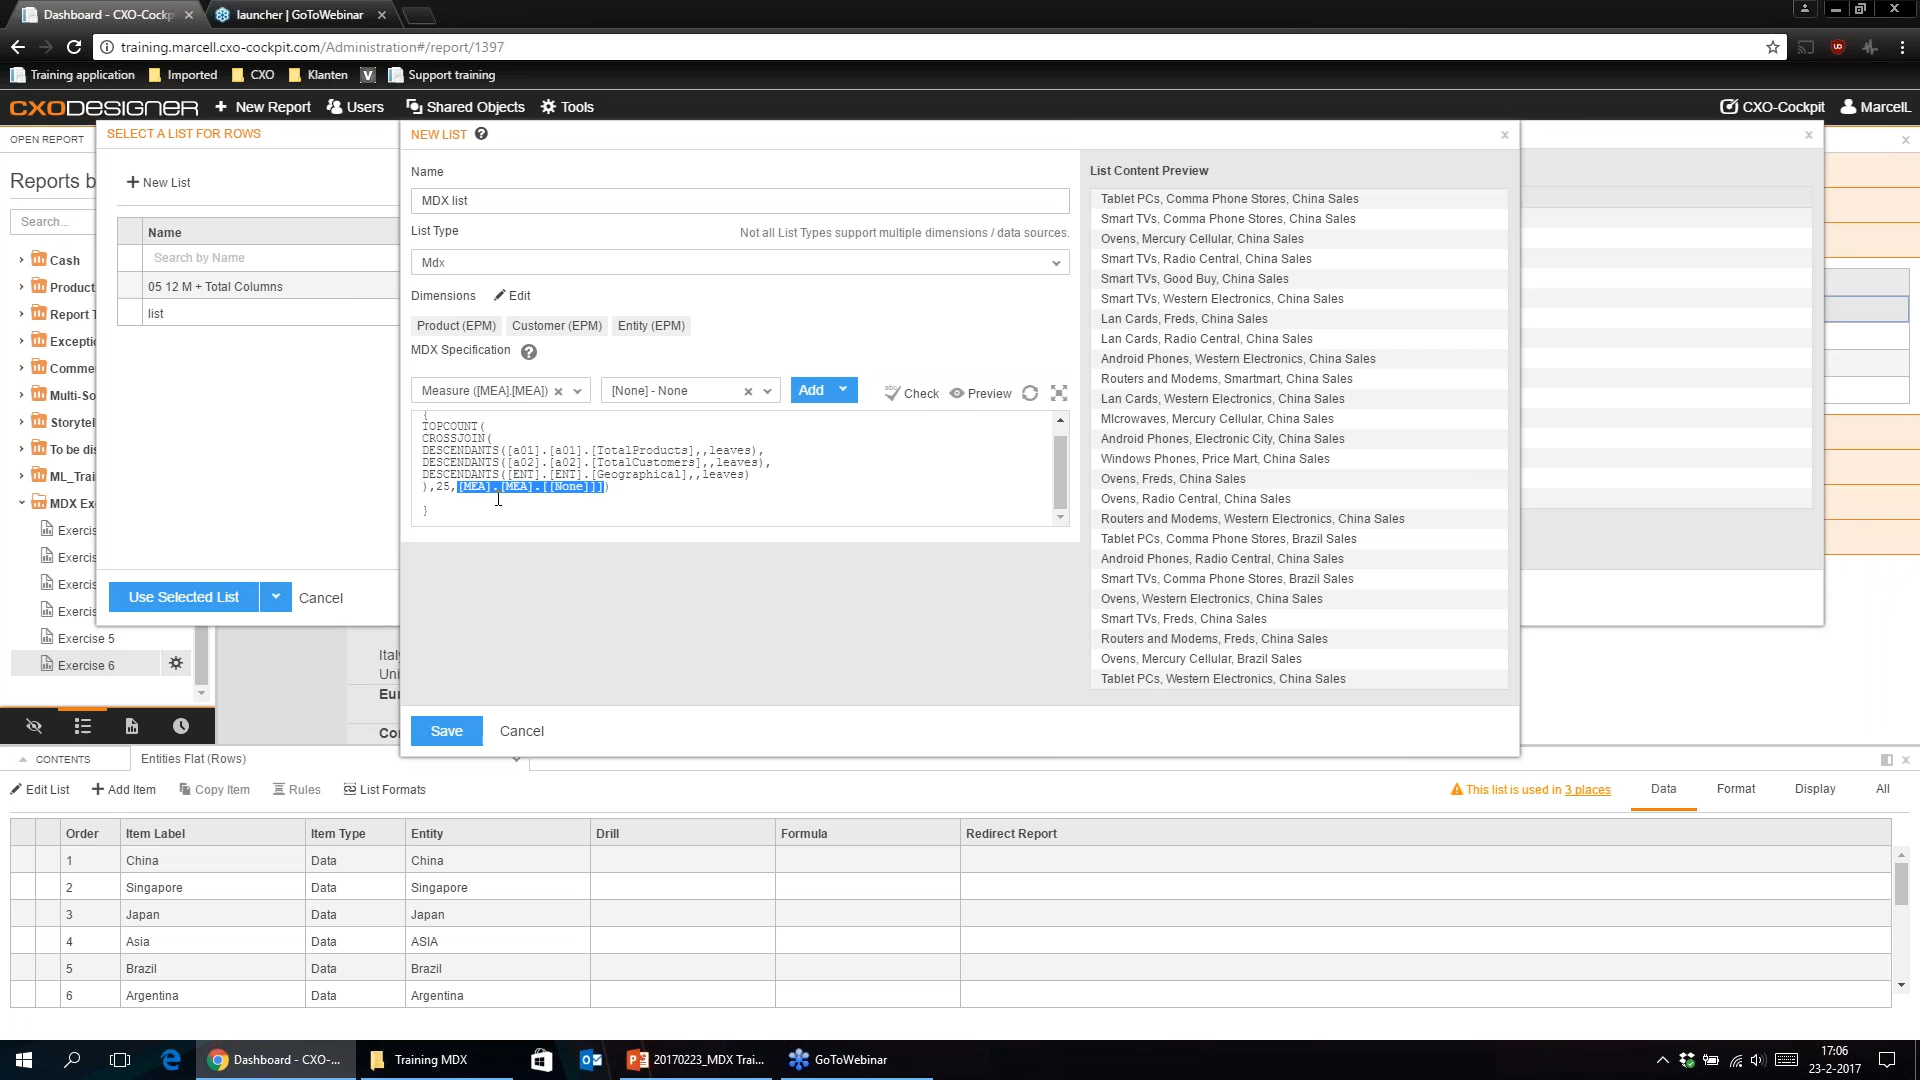 Dashboard - CXO-Cockp
launcher | GoToWebinar
training.marcell.cxo-cockpit.com/Administration#/report/1397
Training application
Imported
CXO
Klanten
V
Support training
CXODESIGNER
New Report
Users
Shared Objects
Tools
CXO-Cockpit
MarcelL
OPEN REPORT
SELECT A LIST FOR ROWS
NEW LIST
Reports b
Search...
Cash
Product
Report T
Exceptio
Comme
Multi-So
Storytel
To be dis
ML_Trai
MDX Exe
Exercis
Exercis
Exercis
Exercis
Exercise 5
Exercise 6
New List
Name
Search by Name
05 12 M + Total Columns
list
Use Selected List
Cancel
Name
MDX list
List Type
Not all List Types support multiple dimensions / data sources.
Mdx
Dimensions
Edit
Product (EPM)
Customer (EPM)
Entity (EPM)
MDX Specification
Measure ([MEA].[MEA])
[None] - None
Add
Check
Preview
{
TOPCOUNT(
CROSSJOIN(
DESCENDANTS([a01].[a01].[TotalProducts],,leaves),
DESCENDANTS([a02].[a02].[TotalCustomers],,leaves),
DESCENDANTS([ENT].[ENT].[Geographical],,leaves)
),25,[MEA].[MEA].[[None]]])
}
List Content Preview
Tablet PCs, Comma Phone Stores, China Sales
Smart TVs, Comma Phone Stores, China Sales
Ovens, Mercury Cellular, China Sales
Smart TVs, Radio Central, China Sales
Smart TVs, Good Buy, China Sales
Smart TVs, Western Electronics, China Sales
Lan Cards, Freds, China Sales
Lan Cards, Radio Central, China Sales
Android Phones, Western Electronics, China Sales
Routers and Modems, Smartmart, China Sales
Lan Cards, Western Electronics, China Sales
MIcrowaves, Mercury Cellular, China Sales
Android Phones, Electronic City, China Sales
Windows Phones, Price Mart, China Sales
Ovens, Freds, China Sales
Ovens, Radio Central, China Sales
Routers and Modems, Western Electronics, China Sales
Tablet PCs, Comma Phone Stores, Brazil Sales
Android Phones, Radio Central, China Sales
Smart TVs, Comma Phone Stores, Brazil Sales
Ovens, Western Electronics, China Sales
Smart TVs, Freds, China Sales
Routers and Modems, Freds, China Sales
Ovens, Mercury Cellular, Brazil Sales
Tablet PCs, Western Electronics, China Sales
Save
Cancel
Italy
Uni
Eur
Co
CONTENTS
Entities Flat (Rows)
Edit List
Add Item
Copy Item
Rules
List Formats
This list is used in 3 places
Data
Format
Display
All
Order Item Label Item Type Entity Drill Formula Redirect Report
1 China Data China
2 Singapore Data Singapore
3 Japan Data Japan
4 Asia Data ASIA
5 Brazil Data Brazil
6 Argentina Data Argentina
Dashboard - CXO-...
Training MDX
20170223_MDX Trai...
GoToWebinar
17:06
23-2-2017